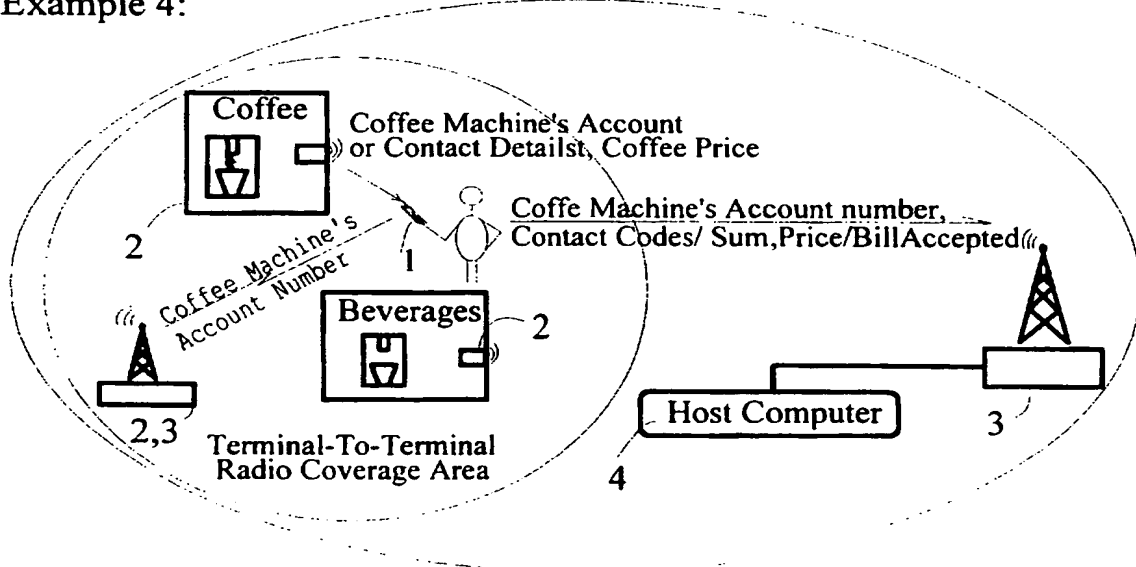 Example 4:
Coffee
Coffee Machine's Account
or Contact Detailst, Coffee Price
2
Coffee Machine's
Account Number
1
Coffe Machine's Account number,
Contact Codes/ Sum,Price/BillAccepted
Beverages
2
2,3
Terminal-To-Terminal
Radio Coverage Area
Host Computer
4
3